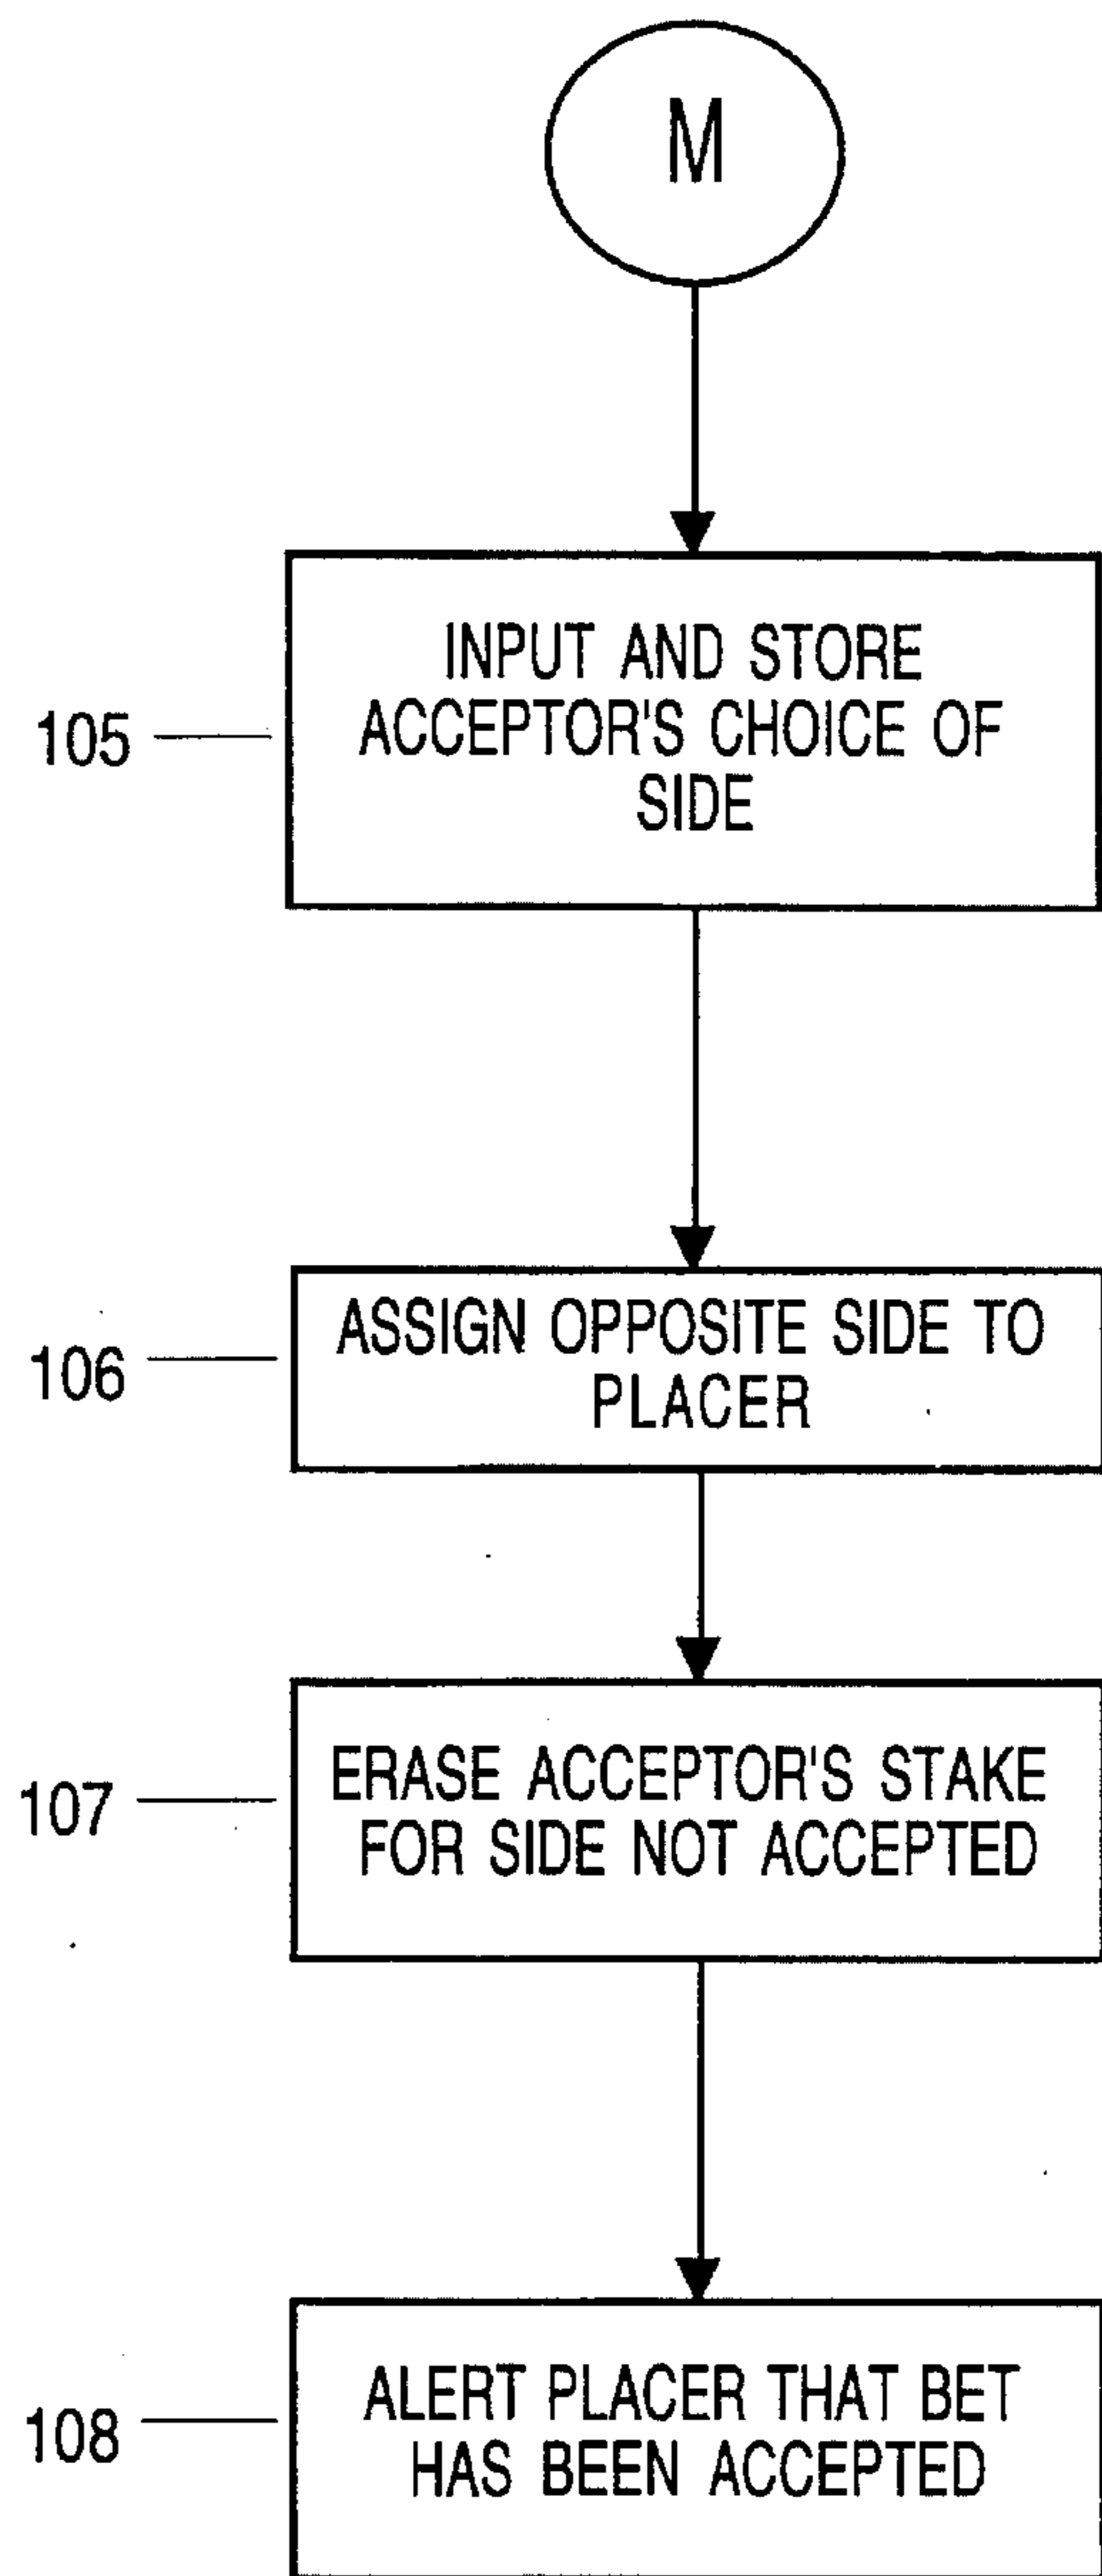 M
INPUT AND STORE
ACCEPTOR'S CHOICE OF
SIDE
105
ASSIGN OPPOSITE SIDE TO
PLACER
106
ERASE ACCEPTOR'S STAKE
FOR SIDE NOT ACCEPTED
107
ALERT PLACER THAT BET
HAS BEEN ACCEPTED
108